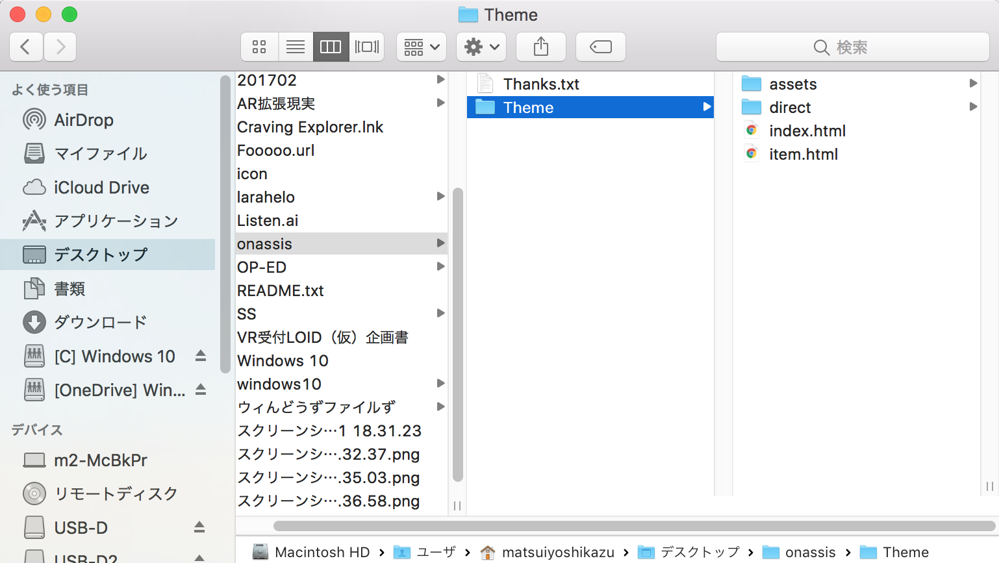 Theme
検索
よく使う項目
AirDrop
マイファイル
iCloud Drive
アプリケーション
デスクトップ
書類
ダウンロード
[C] Windows 10
[OneDrive] Win...
デバイス
m2-McBkPr
リモートディスク
USB-D
USB-D2
201702
AR拡張現実
Craving Explorer.lnk
Fooooo.url
icon
larahelo
Listen.ai
onassis
OP-ED
README.txt
SS
VR受付LOID（仮）企画書
Windows 10
windows10
ウィんどうずファイルず
スクリーンシ…1 18.31.23
スクリーンシ….32.37.png
スクリーンシ….35.03.png
スクリーンシ….36.58.png
Thanks.txt
Theme
assets
direct
index.html
item.html
Macintosh HD › ユーザ › matsuiyoshikazu › デスクトップ › onassis › Theme